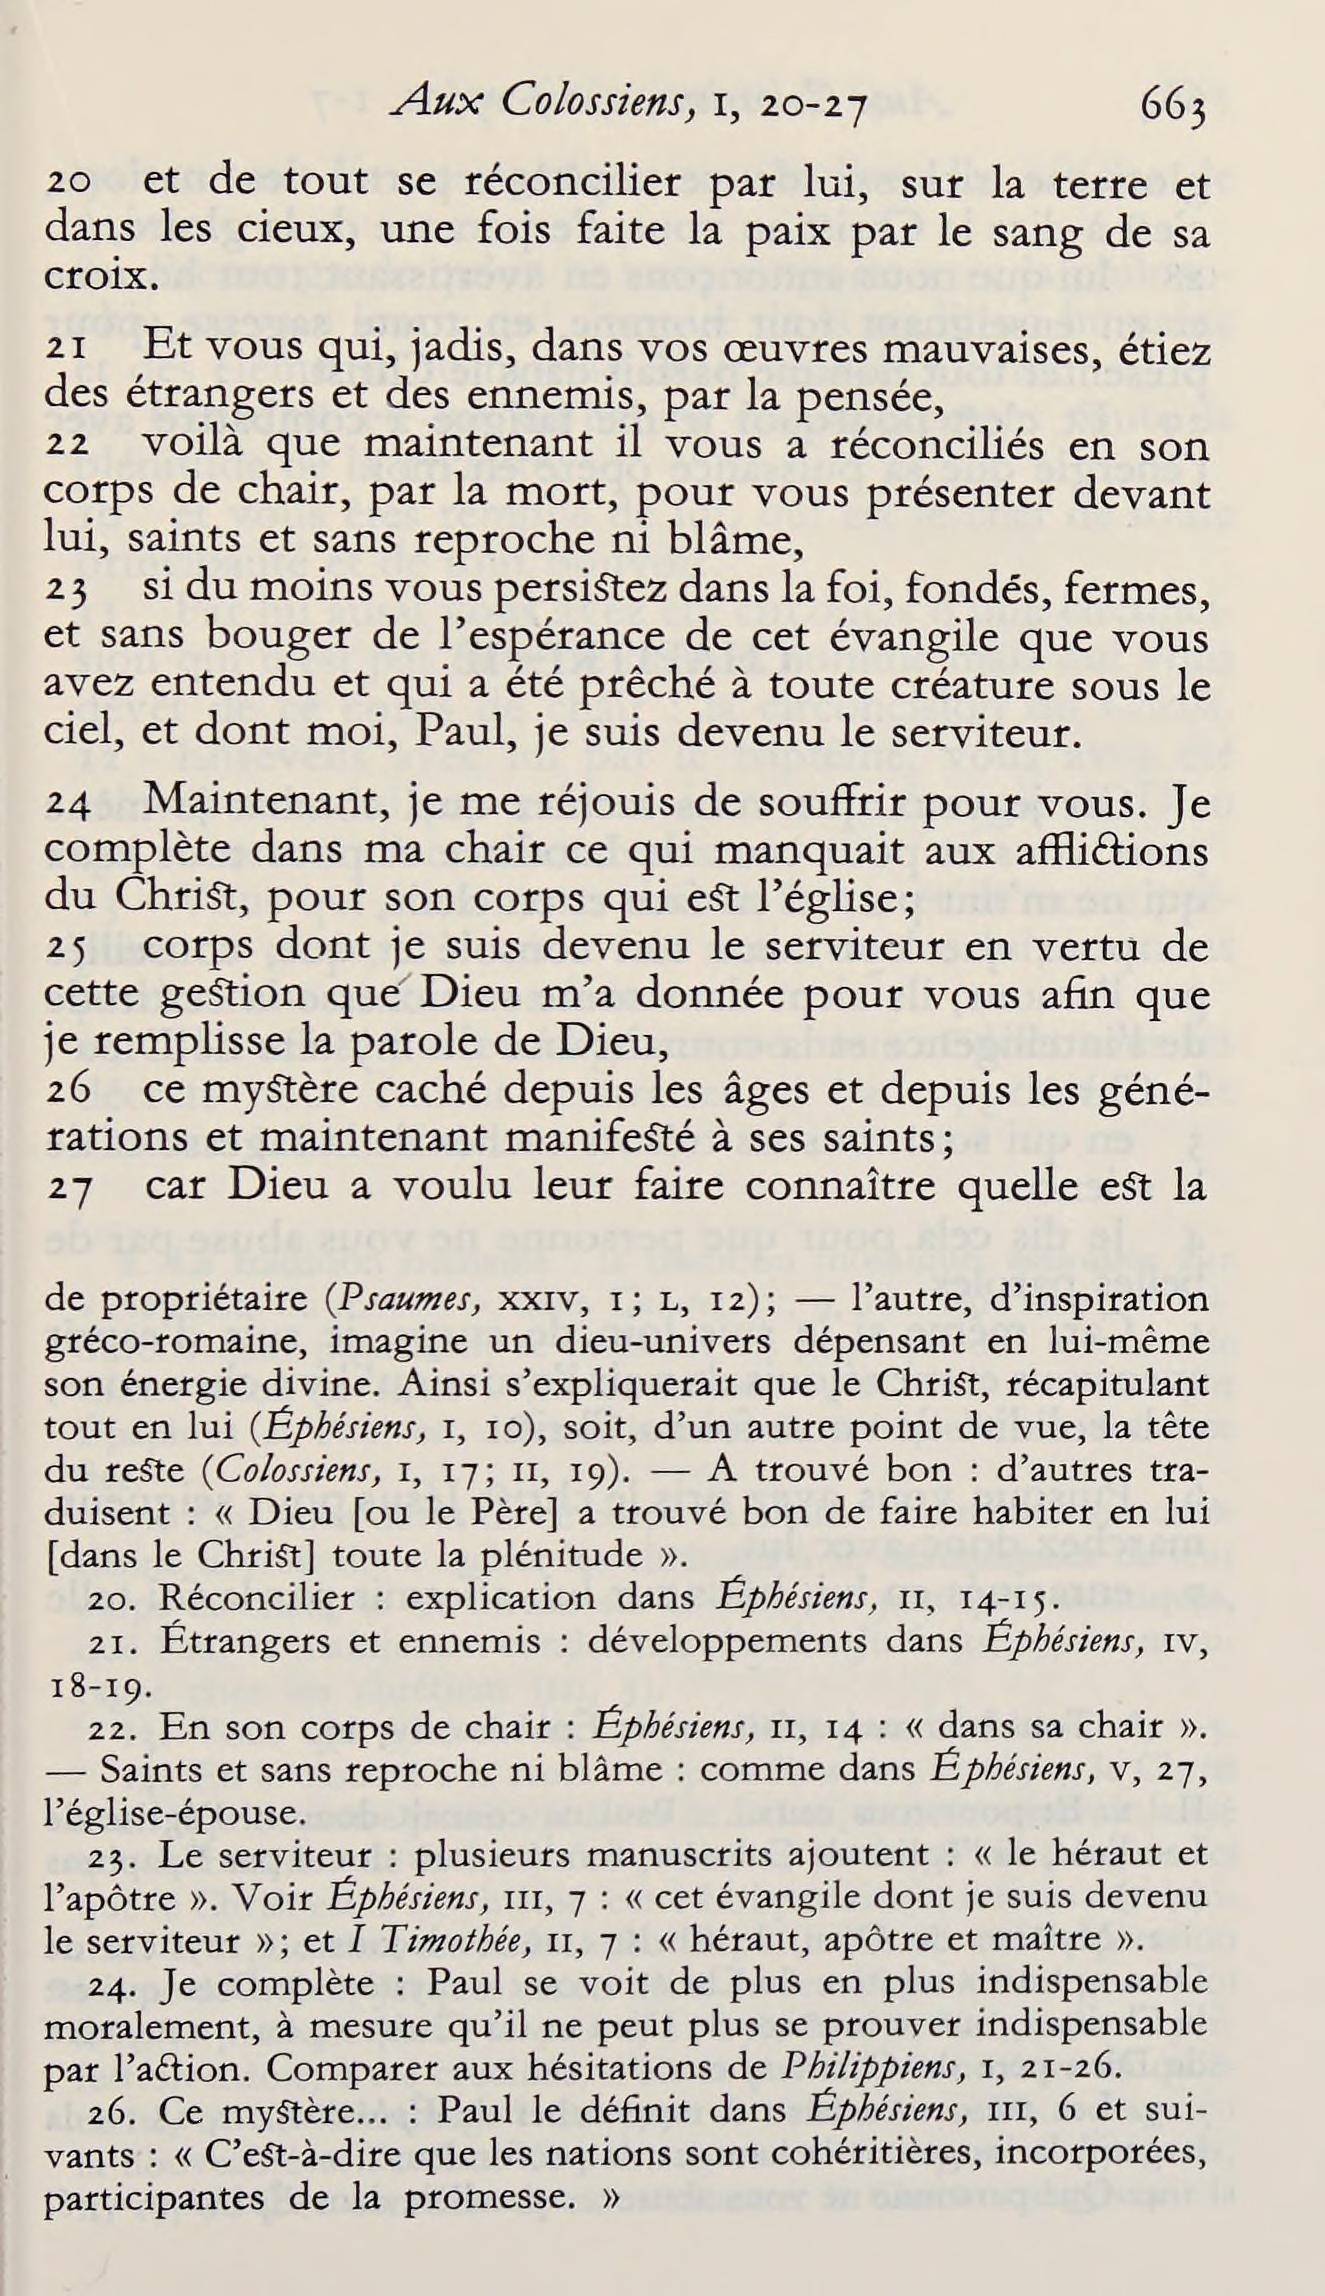 Aux Colossiens, I, 20-27 663
20 et de tout se réconcilier par lui, sur la terre et
dans les cieux, une fois faite la paix par le sang de sa
croix.
21 Et vous qui, jadis, dans vos œuvres mauvaises, étiez
des étrangers et des ennemis, par la pensée,
22 voilà que maintenant il vous a réconciliés en son
corps de chair, par la mort, pour vous présenter devant
lui, saints et sans reproche ni blâme,
23 si du moins vous persistez dans la foi, fondés, fermes,
et sans bouger de l’espérance de cet évangile que vous
avez entendu et qui a été prêché à toute créature sous le
ciel, et dont moi, Paul, je suis devenu le serviteur.
24 Maintenant, je me réjouis de souffrir pour vous. Je
complète dans ma chair ce qui manquait aux afflictions
du Christ, pour son corps qui est l’église;
25 corps dont je suis devenu le serviteur en vertu de
cette gestion que Dieu m’a donnée pour vous afin que
je remplisse la parole de Dieu,
26 ce mystère caché depuis les âges et depuis les géné-
rations et maintenant manifesté à ses saints;
27 car Dieu a voulu leur faire connaître quelle est la
de propriétaire (Psaumes, XXIV, I; L, 12); — l’autre, d’inspiration
gréco-romaine, imagine un dieu-univers dépensant en lui-même
son énergie divine. Ainsi s’expliquerait que le Christ, récapitulant
tout en lui (Éphésiens, I, 10), soit, d’un autre point de vue, la tête
du reste (Colossiens, I, 17; II, 19). — A trouvé bon : d’autres tra-
duisent : « Dieu [ou le Père] a trouvé bon de faire habiter en lui
[dans le Christ] toute la plénitude ».
20. Réconcilier : explication dans Éphésiens, II, 14-15.
21. Étrangers et ennemis : développements dans Éphésiens, IV,
18-19.
22. En son corps de chair : Éphésiens, II, 14 : « dans sa chair ».
— Saints et sans reproche ni blâme : comme dans Éphésiens, V, 27,
l’église-épouse.
23. Le serviteur : plusieurs manuscrits ajoutent : « le héraut et
l’apôtre ». Voir Éphésiens, III, 7 : « cet évangile dont je suis devenu
le serviteur »; et I Timothée, II, 7 : « héraut, apôtre et maître ».
24. Je complète : Paul se voit de plus en plus indispensable
moralement, à mesure qu’il ne peut plus se prouver indispensable
par l’action. Comparer aux hésitations de Philippiens, I, 21-26.
26. Ce mystère... : Paul le définit dans Éphésiens, III, 6 et sui-
vants : « C’est-à-dire que les nations sont cohéritières, incorporées,
participantes de la promesse. »